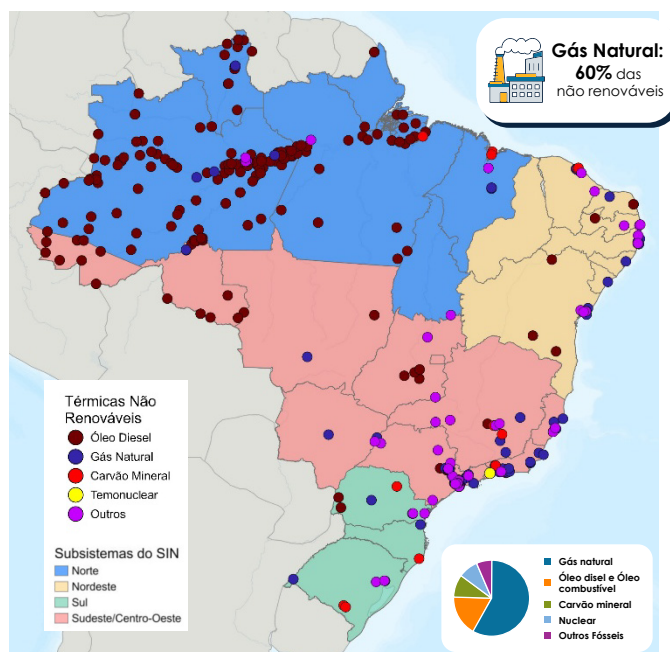 Gás Natural:
60% das
não renováveis
Térmicas Não
Renováveis
Óleo Diesel
Gás Natural
Carvão Mineral
Temonuclear
Outros
Subsistemas do SIN
Norte
Nordeste
Sul
Sudeste/Centro-Oeste
Gás natural
Óleo disel e Óleo
combustível
Carvão mineral
Nuclear
Outros Fósseis